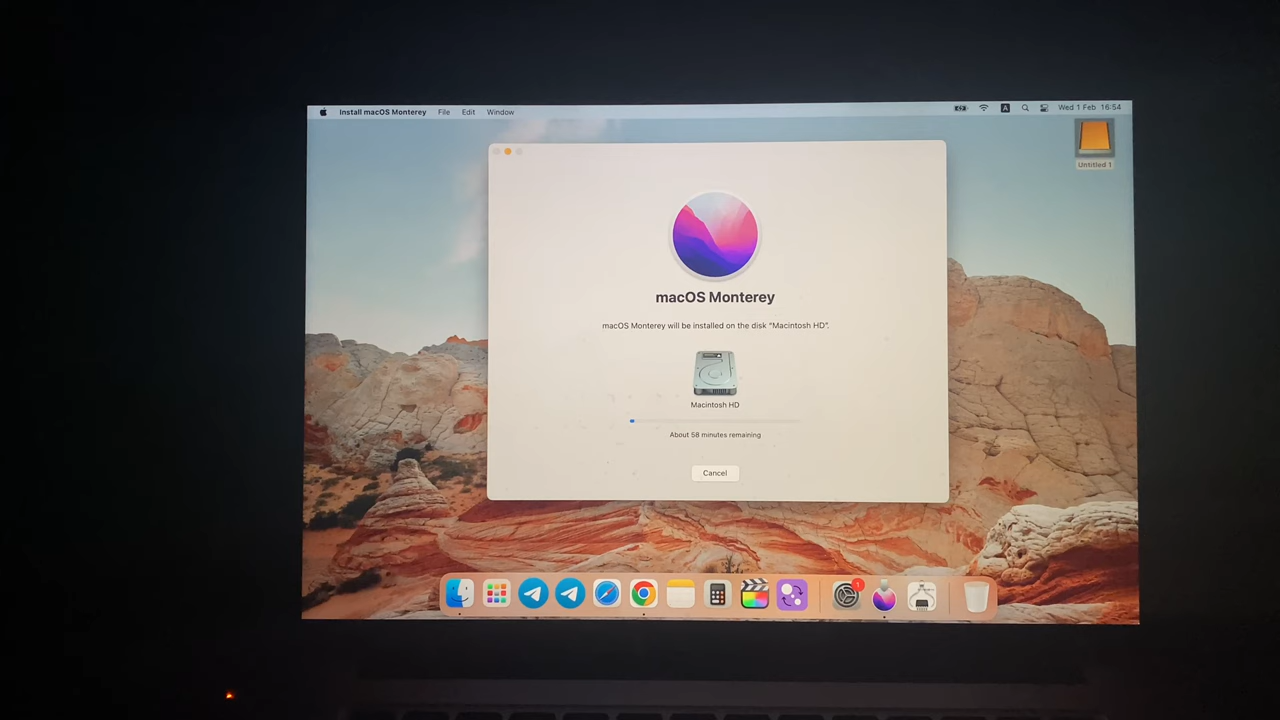 Install macOS Monterey File Edit Window A Wed 1 Feb 16:54
Untitled 1
macOS Monterey
macOS Monterey will be installed on the disk "Macintosh HD".
Macintosh HD
About 58 minutes remaining
Cancel
1